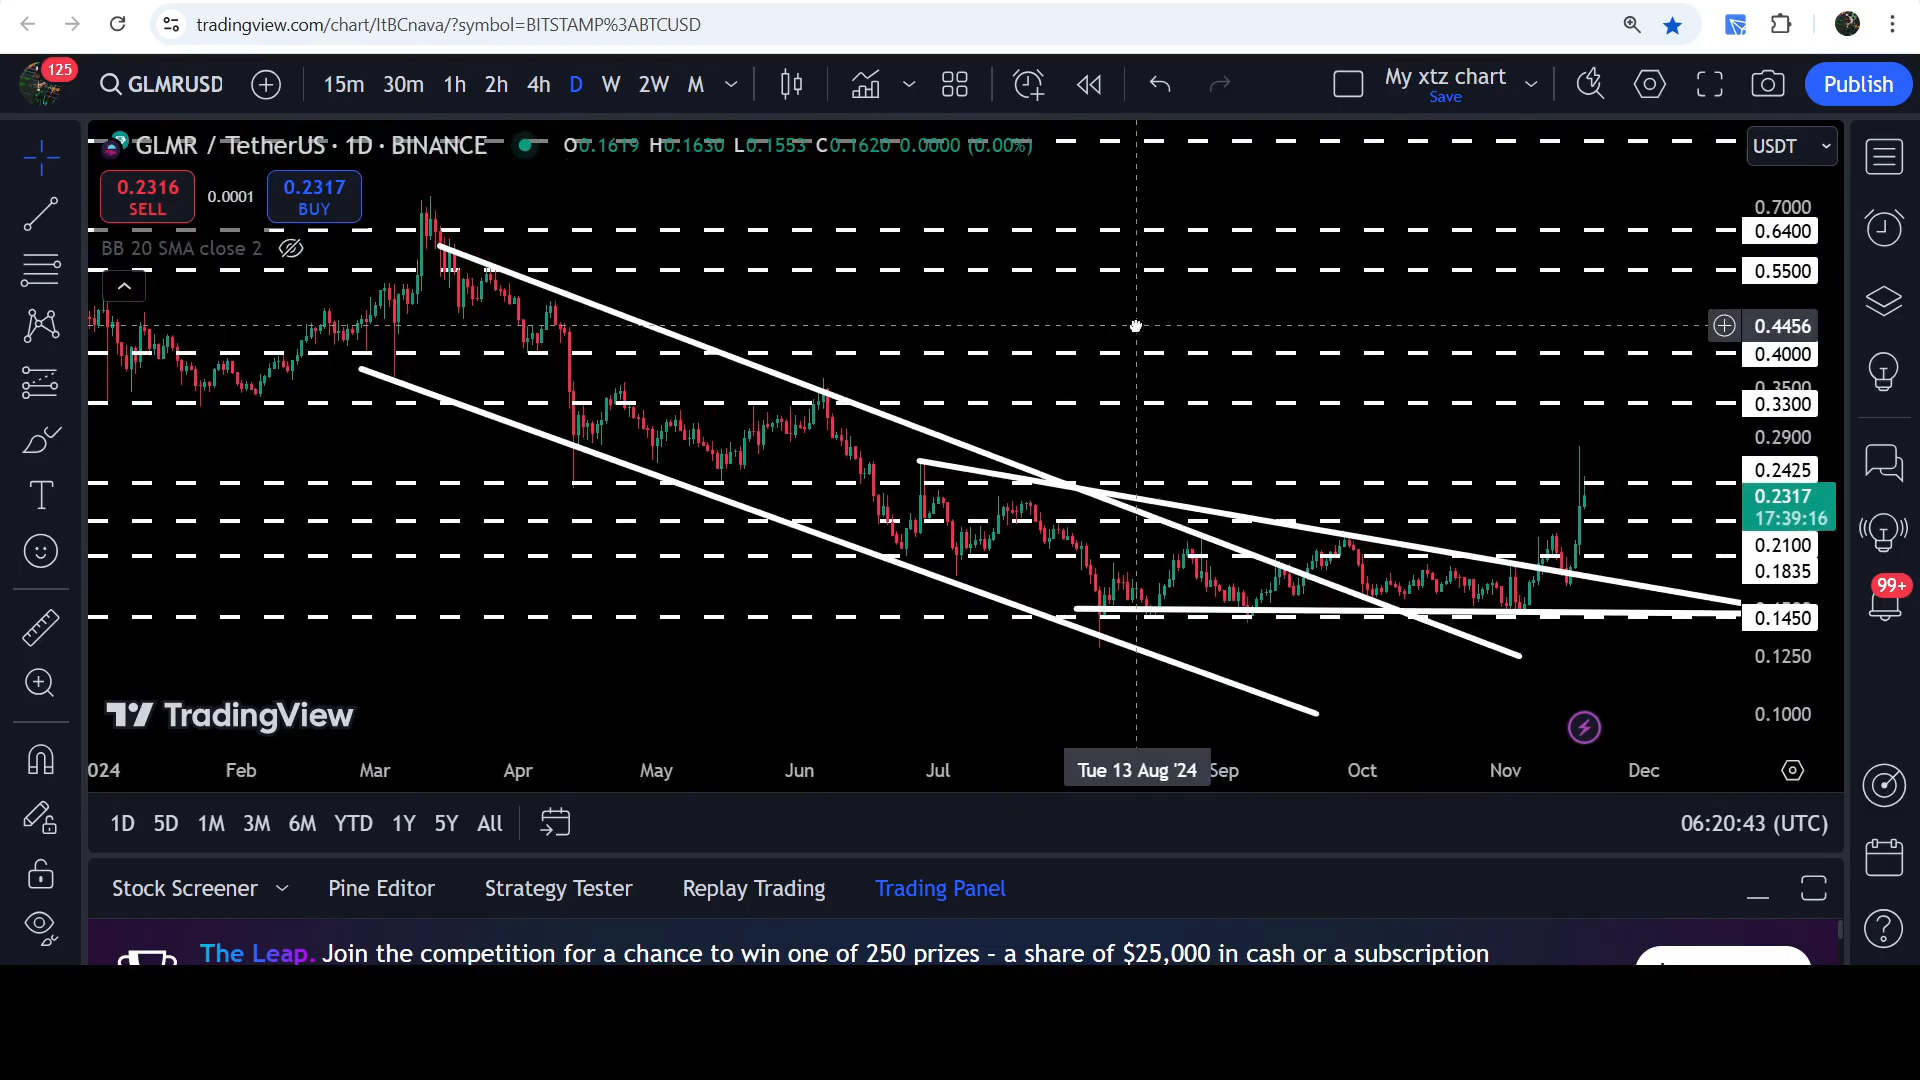 tradingview.com/chart/ItBCnava/?symbol=BITSTAMP%3ABTCUSD
125
GLMRUSD 15m 30m 1h 2h 4h D W 2W M My xtz chart Save Publish
GLMR / TetherUS · 1D · BINANCE O0.1619 H0.1630 L0.1553 C0.1620 0.0000 (0.00%) USDT
0.2316 SELL 0.0001 0.2317 BUY
BB 20 SMA close 2
0.7000
0.6400
0.5500
0.4456
0.4000
0.3500
0.3300
0.2900
0.2425
0.2317
17:39:16
0.2100
0.1835
99+
0.1450
0.1250
0.1000
TradingView
2024 Feb Mar Apr May Jun Jul Tue 13 Aug '24 Sep Oct Nov Dec
1D 5D 1M 3M 6M YTD 1Y 5Y All 06:20:43 (UTC)
Stock Screener Pine Editor Strategy Tester Replay Trading Trading Panel
The Leap. Join the competition for a chance to win one of 250 prizes - a share of $25,000 in cash or a subscription